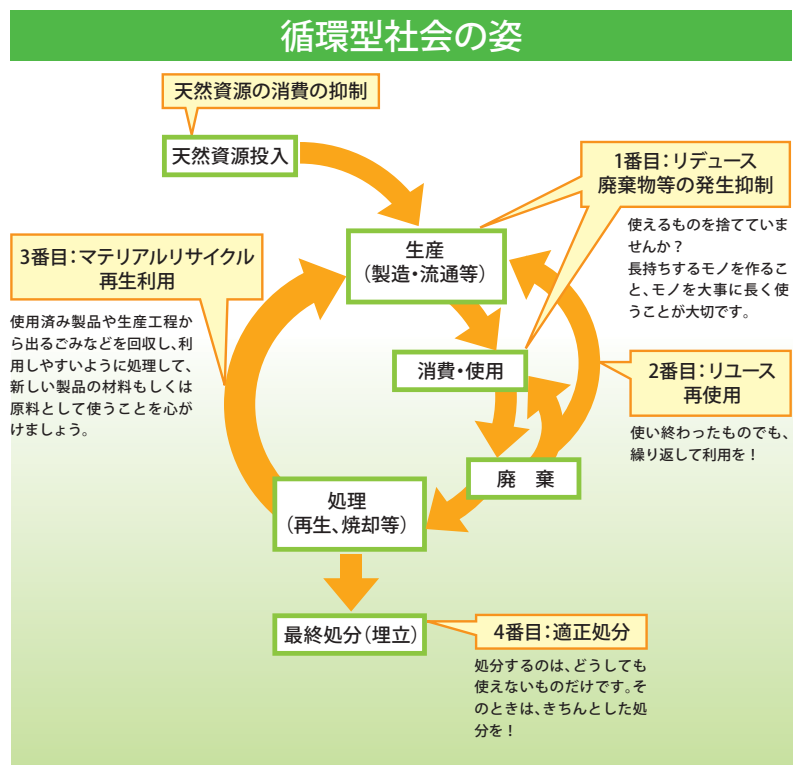 循環型社会の姿
天然資源の消費の抑制
天然資源投入
1番目：リデュース
廃棄物等の発生抑制
使えるものを捨てていま
せんか？
長持ちするモノを作るこ
と、モノを大事に長く使
うことが大切です。
生産
（製造・流通等）
3番目：マテリアルリサイクル
再生利用
使用済み製品や生産工程か
ら出るごみなどを回収し、利
用しやすいように処理して、
新しい製品の材料もしくは
原料として使うことを心が
けましょう。
消費・使用
2番目：リユース
再使用
使い終わったものでも、
繰り返して利用を！
廃　棄
処理
（再生、焼却等）
最終処分（埋立）
4番目：適正処分
処分するのは、どうしても
使えないものだけです。そ
のときは、きちんとした処
分を！